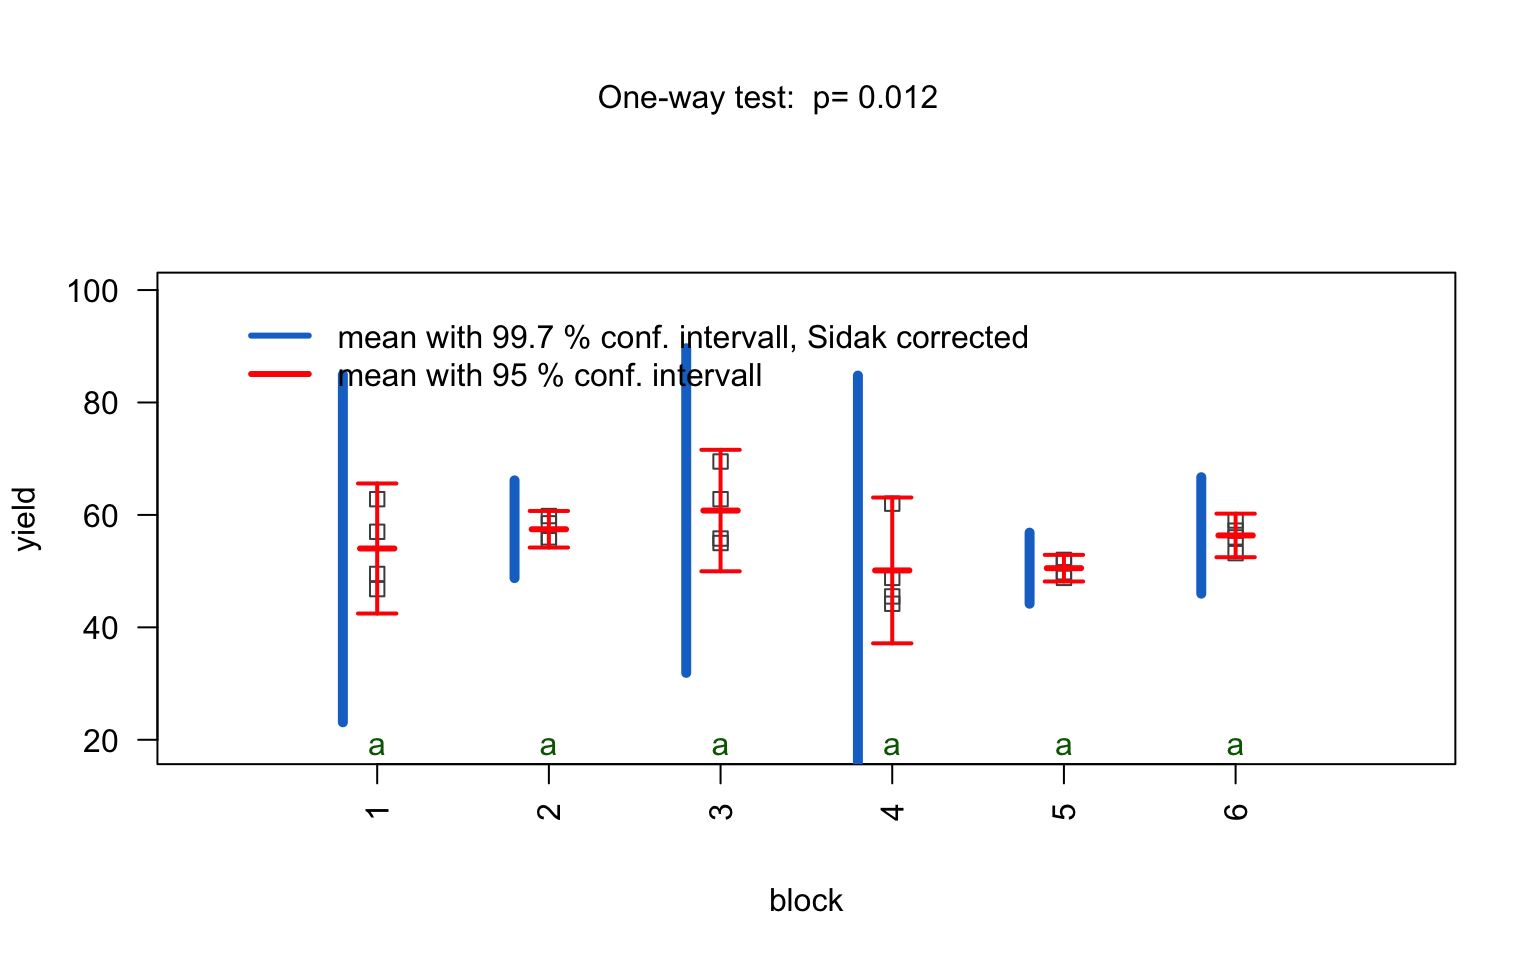 One-way test:  p= 0.012
100
80
60
40
20
yield
mean with 99.7 % conf. intervall, Sidak corrected
mean with 95 % conf. intervall
a a a a a a
1 2 3 4 5 6
block